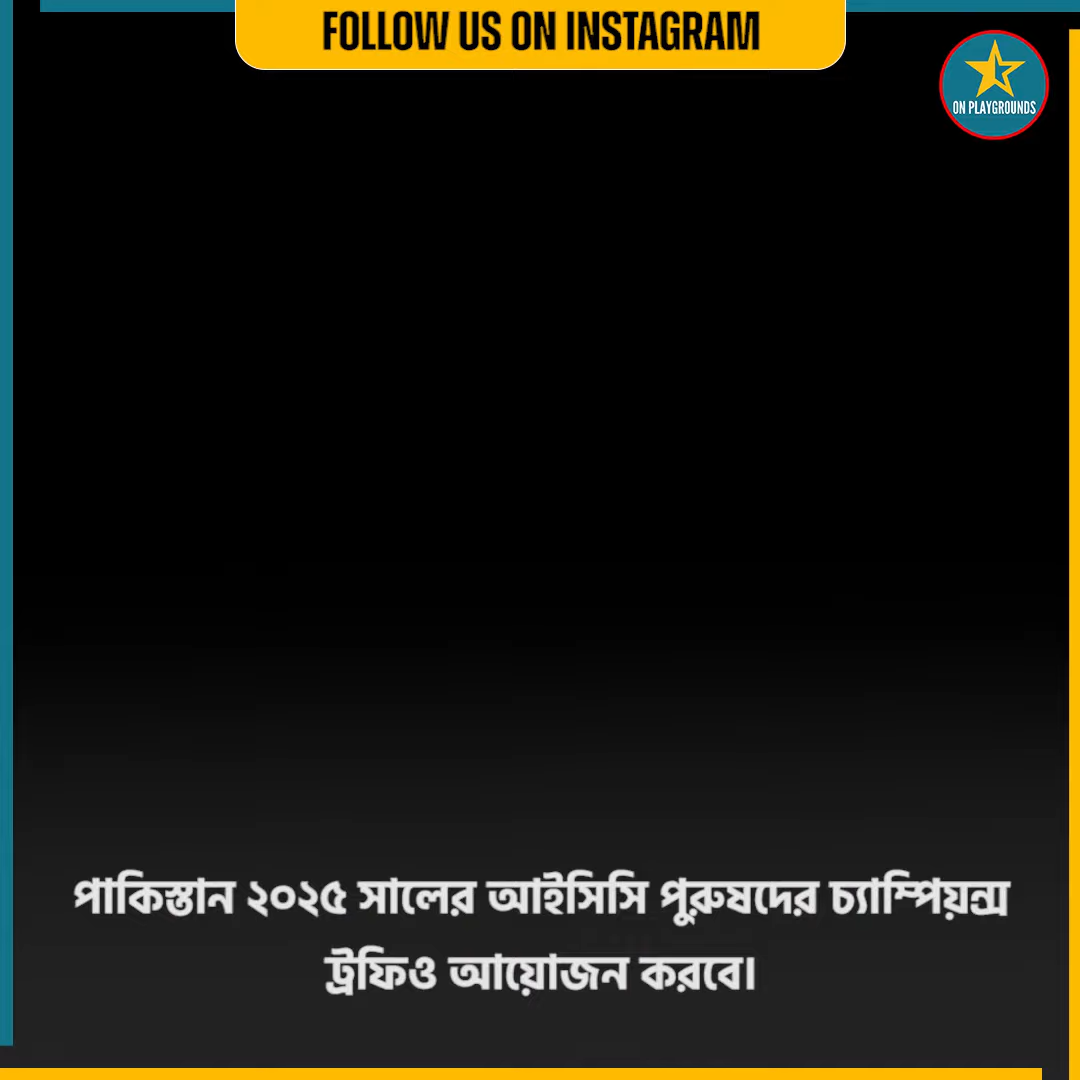 FOLLOW US ON INSTAGRAM
ON PLAYGROUNDS
পাকিস্তান ২০২৫ সালের আইসিসি পুরুষদের চ্যাম্পিয়ন্স
ট্রফিও আয়োজন করবে।